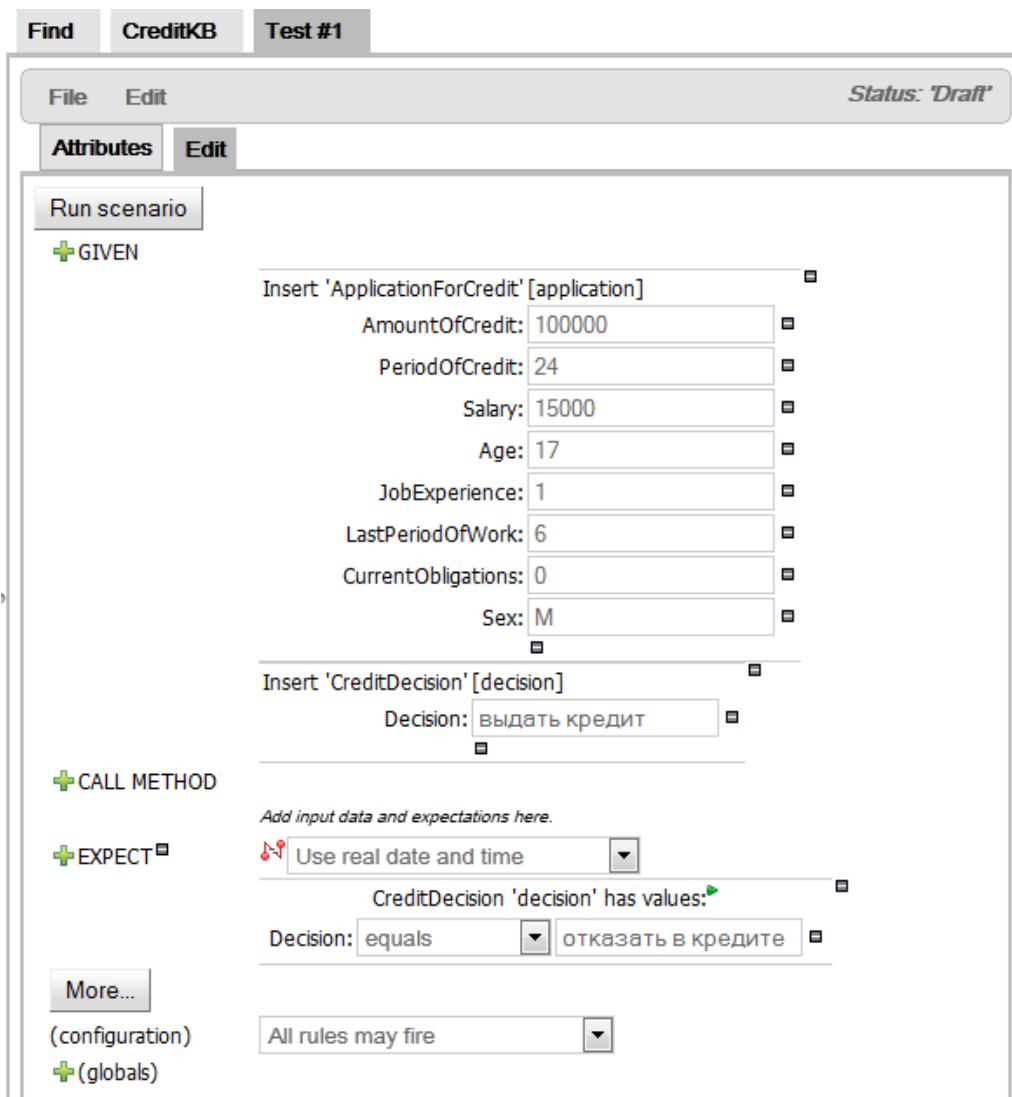 Find CreditKB Test #1
File Edit Status: 'Draft'
Attributes Edit
Run scenario
GIVEN
Insert 'ApplicationForCredit' [application]
AmountOfCredit: 100000
PeriodOfCredit: 24
Salary: 15000
Age: 17
JobExperience: 1
LastPeriodOfWork: 6
CurrentObligations: 0
Sex: M
Insert 'CreditDecision' [decision]
Decision: выдать кредит
CALL METHOD
Add input data and expectations here.
EXPECT Use real date and time
CreditDecision 'decision' has values:
Decision: equals отказать в кредите
More...
(configuration) All rules may fire
(globals)